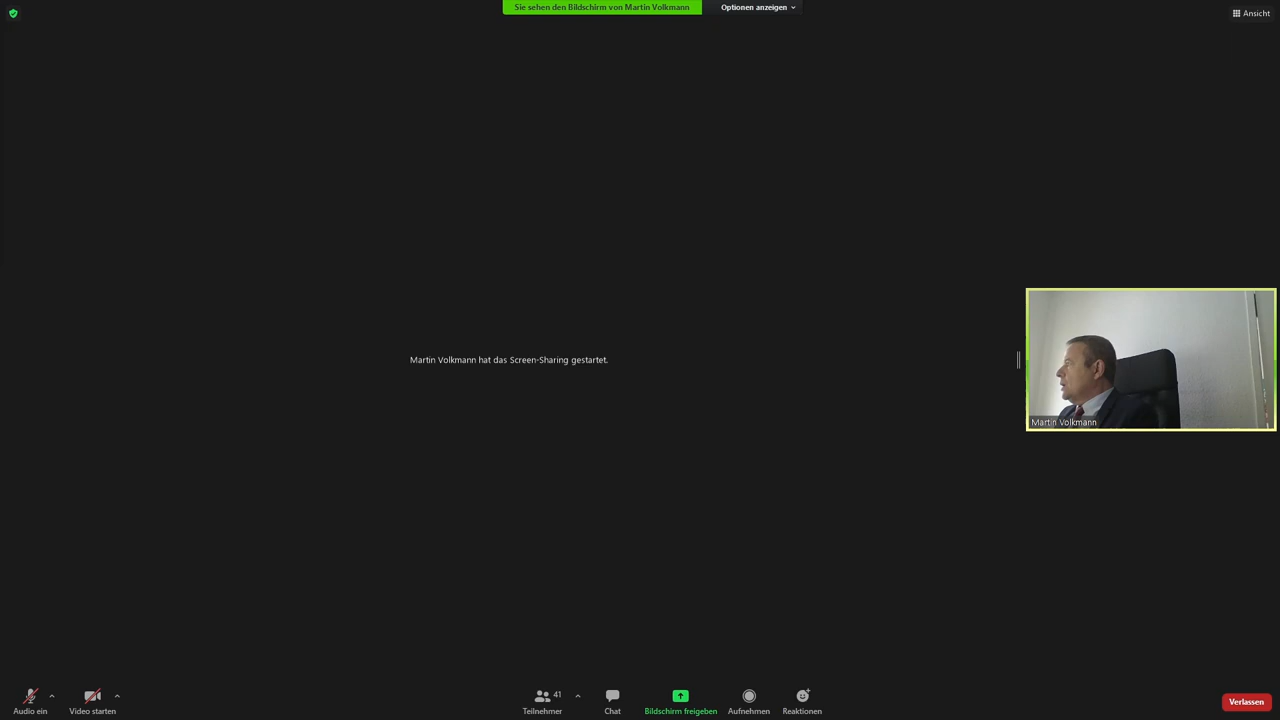 Sie sehen den Bildschirm von Martin Volkmann
Optionen anzeigen
Ansicht
Martin Volkmann hat das Screen-Sharing gestartet.
Martin Volkmann
Audio ein
Video starten
41
Teilnehmer
Chat
Bildschirm freigeben
Aufnehmen
Reaktionen
Verlassen